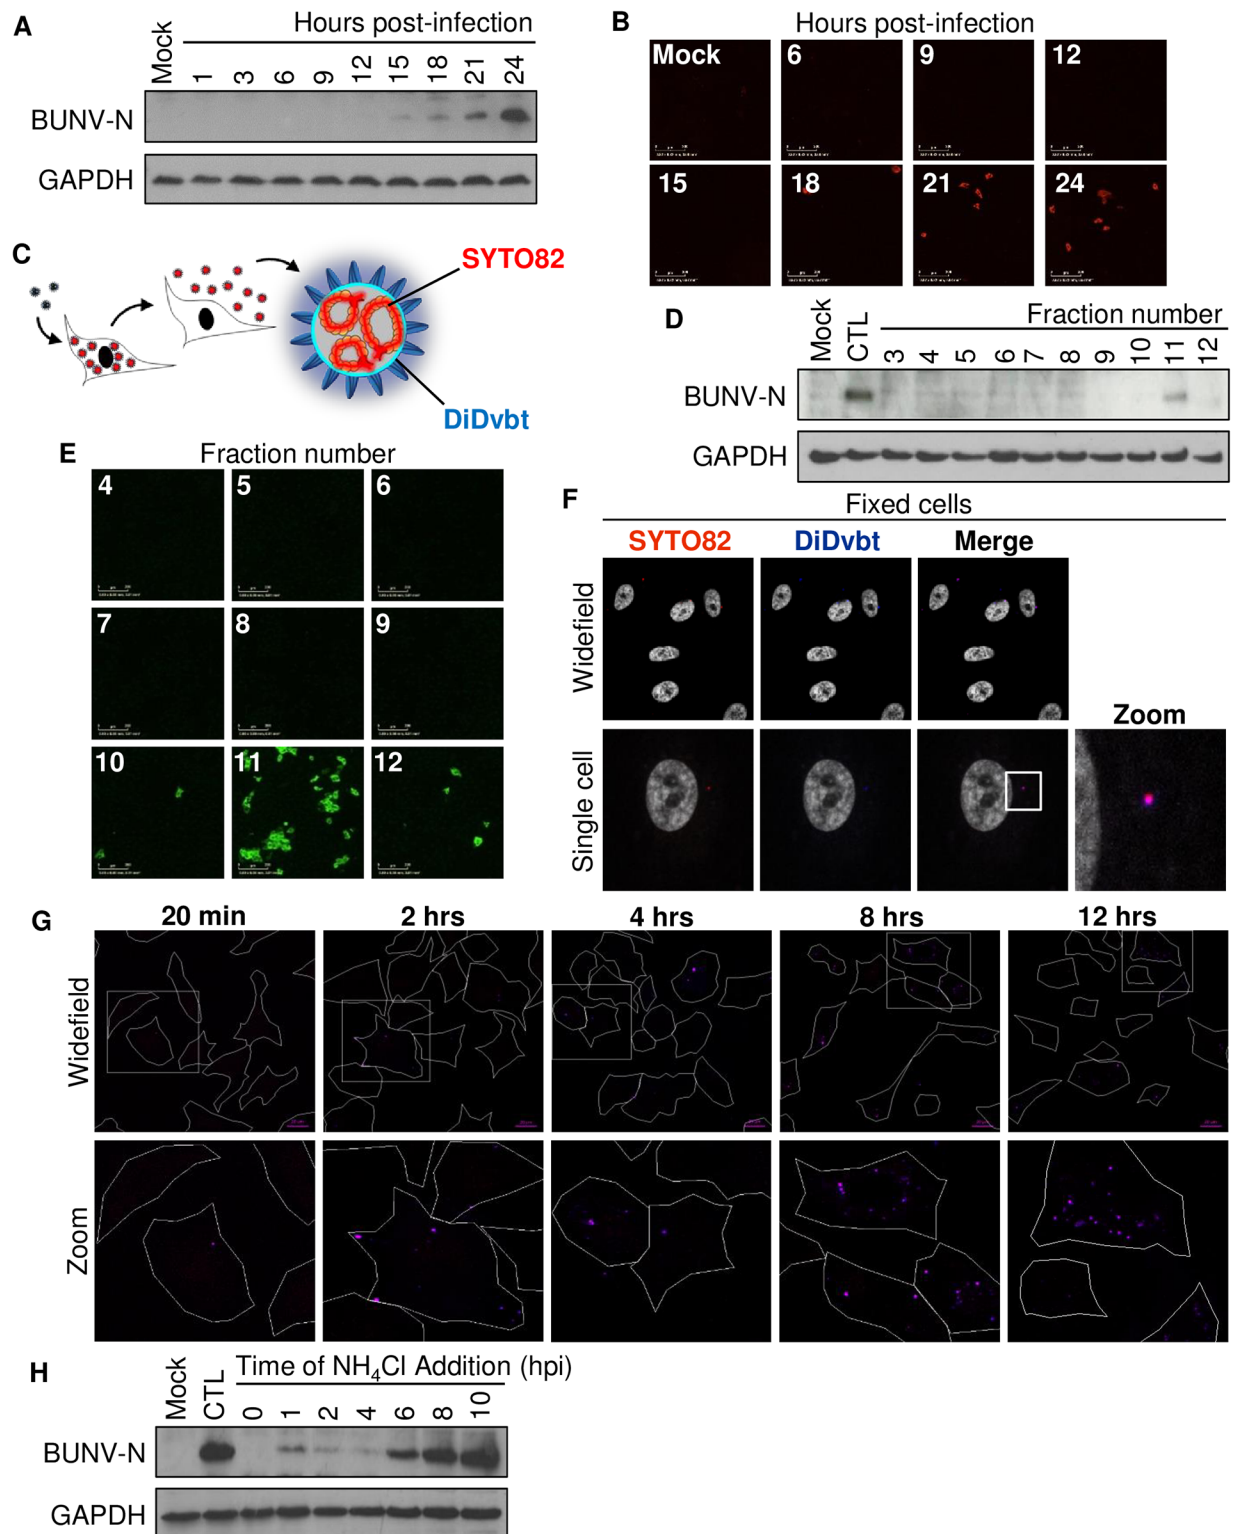 A
Hours post-infection
Mock
1
3
6
9
12
15
18
21
24
BUNV-N
GAPDH
B
Hours post-infection
Mock
6
9
12
15
18
21
24
C
SYTO82
DiDvbt
D
Fraction number
Mock
CTL
3
4
5
6
7
8
9
10
11
12
BUNV-N
GAPDH
E
Fraction number
4
5
6
7
8
9
10
11
12
F
Fixed cells
SYTO82
DiDvbt
Merge
Widefield
Zoom
Single cell
G
20 min
2 hrs
4 hrs
8 hrs
12 hrs
Widefield
Zoom
H
Time of NH₄Cl Addition (hpi)
Mock
CTL
0
1
2
4
6
8
10
BUNV-N
GAPDH